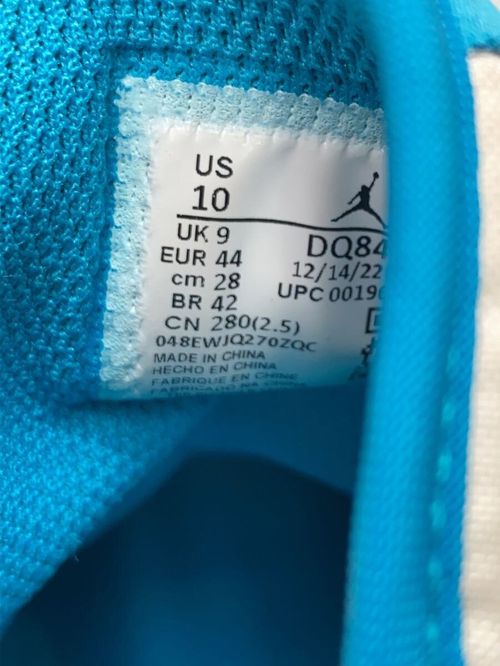 US
10
UK 9
EUR 44
cm 28
BR 42
CN 280(2.5)
048EWJQ270ZQC
MADE IN CHINA
HECHO EN CHINA
FABRIQUE EN CHINE
DQ84
12/14/22
UPC 0019